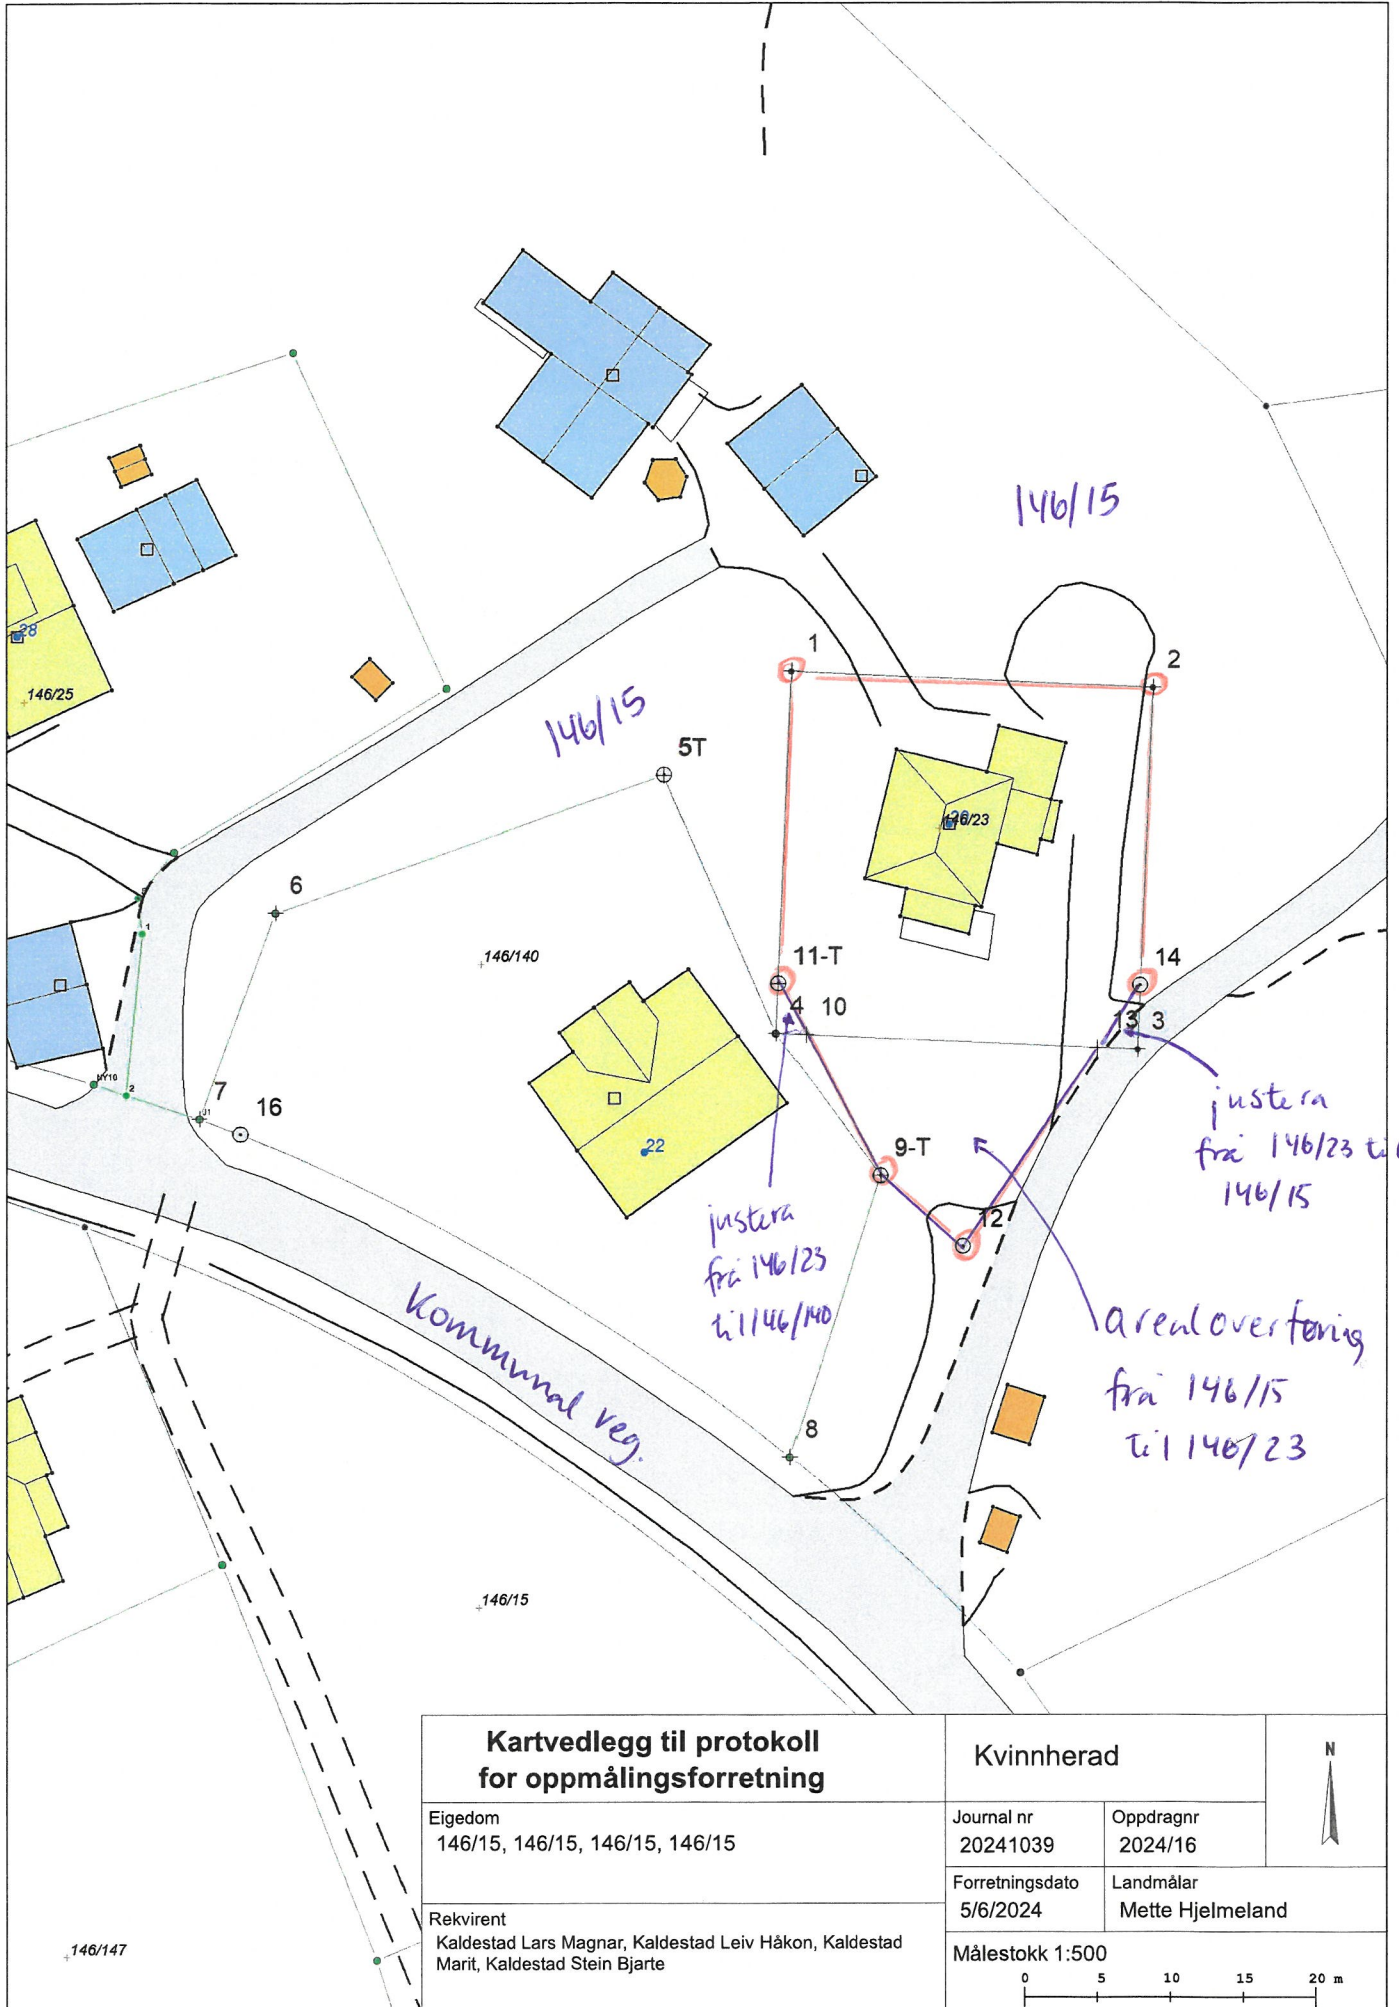 146/15
1
2
28
146/25
146/15
5T
146/23
6
146/140
11-T
14
1
4
10
13
3
NY10
2
7
J1
16
9-T
22
justera
frå 146/23 til
146/15
justera
frå 146/23
til 146/140
12
Kommunal veg.
arealoverføring
frå 146/15
til 146/23
8
146/15
146/147
Kartvedlegg til protokoll
for oppmålingsforretning
Kvinnherad
N
Eigedom
146/15, 146/15, 146/15, 146/15
Journal nr
20241039
Oppdragnr
2024/16
Forretningsdato
5/6/2024
Landmålar
Mette Hjelmeland
Rekvirent
Kaldestad Lars Magnar, Kaldestad Leiv Håkon, Kaldestad
Marit, Kaldestad Stein Bjarte
Målestokk 1:500
0 5 10 15 20 m